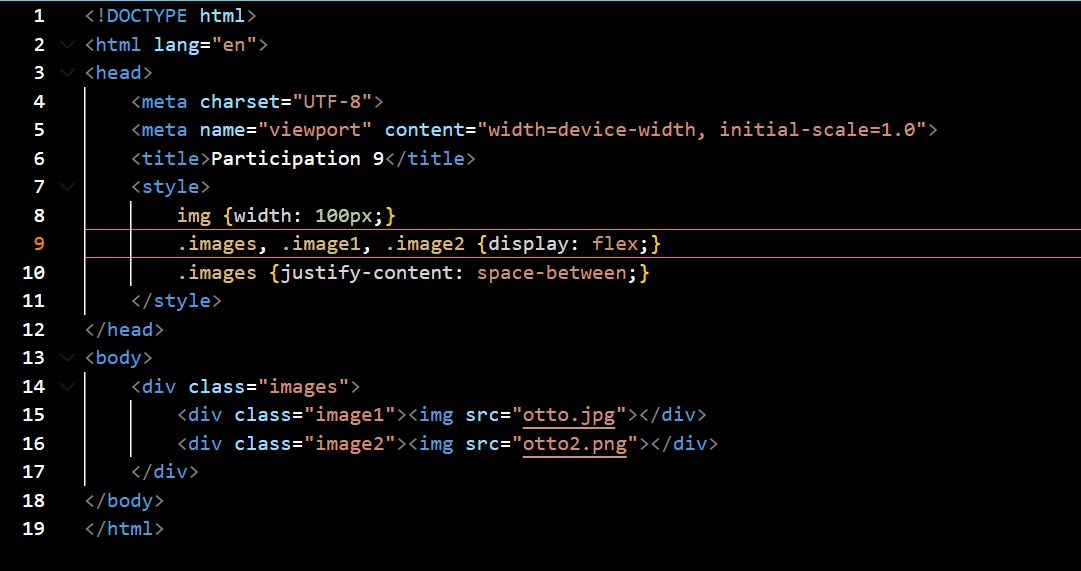 1 <!DOCTYPE html>
2 <html lang="en">
3 <head>
4     <meta charset="UTF-8">
5     <meta name="viewport" content="width=device-width, initial-scale=1.0">
6     <title>Participation 9</title>
7     <style>
8         img {width: 100px;}
9         .images, .image1, .image2 {display: flex;}
10         .images {justify-content: space-between;}
11     </style>
12 </head>
13 <body>
14     <div class="images">
15         <div class="image1"><img src="otto.jpg"></div>
16         <div class="image2"><img src="otto2.png"></div>
17     </div>
18 </body>
19 </html>